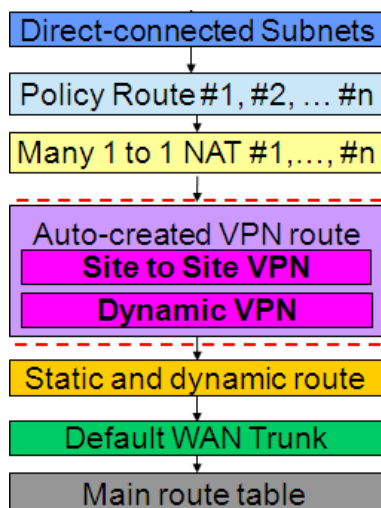 Direct-connected Subnets
Policy Route #1, #2, ... #n
Many 1 to 1 NAT #1,..., #n
Auto-created VPN route
Site to Site VPN
Dynamic VPN
Static and dynamic route
Default WAN Trunk
Main route table